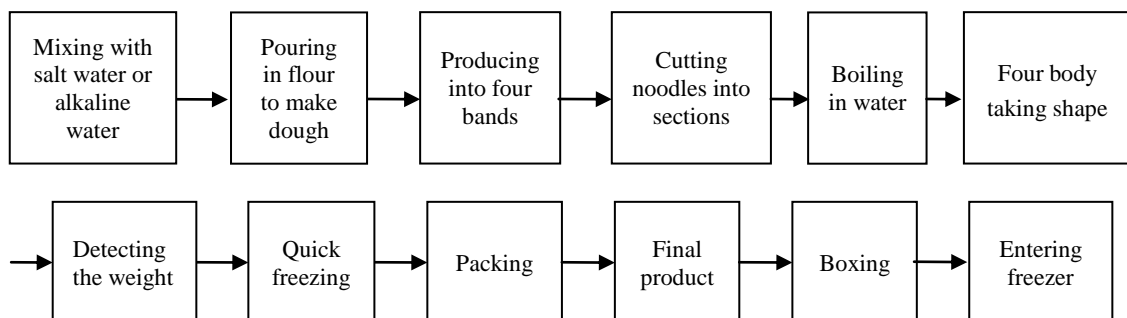 Mixing with
salt water or
alkaline
water
Pouring
in flour
to make
dough
Producing
into four
bands
Cutting
noodles into
sections
Boiling
in water
Four body
taking shape
Detecting
the weight
Quick
freezing
Packing
Final
product
Boxing
Entering
freezer